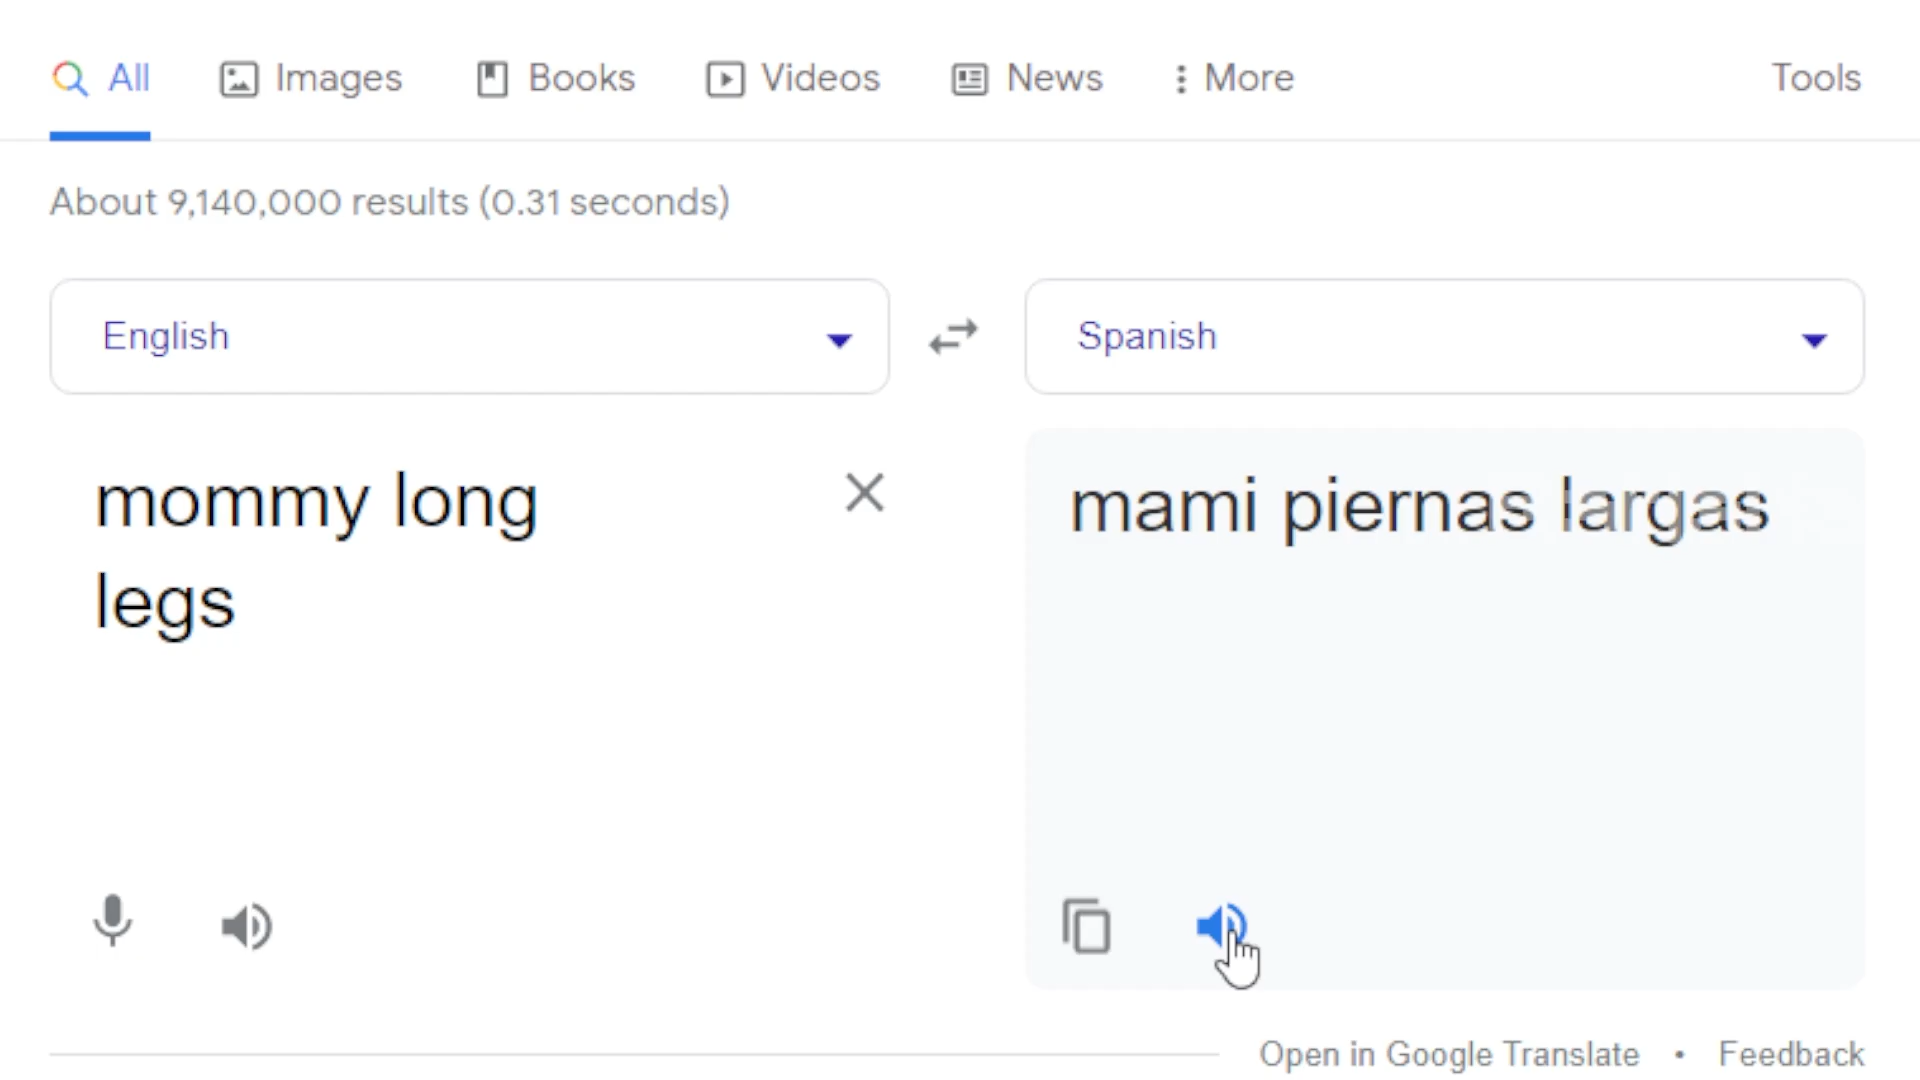 All Images Books Videos News More Tools
About 9,140,000 results (0.31 seconds)
English Spanish
mommy long
legs
mami piernas largas
Open in Google Translate • Feedback